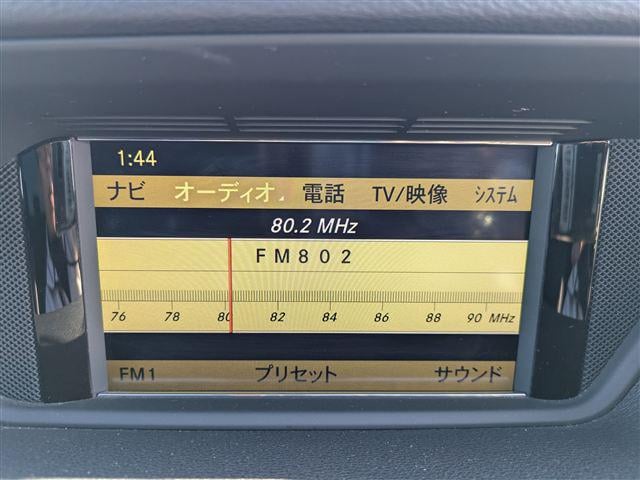 1:44
ナビ オーディオ 電話 TV/映像 システム
80.2 MHz
FM802
76 78 80 82 84 86 88 90 MHz
FM1 プリセット サウンド